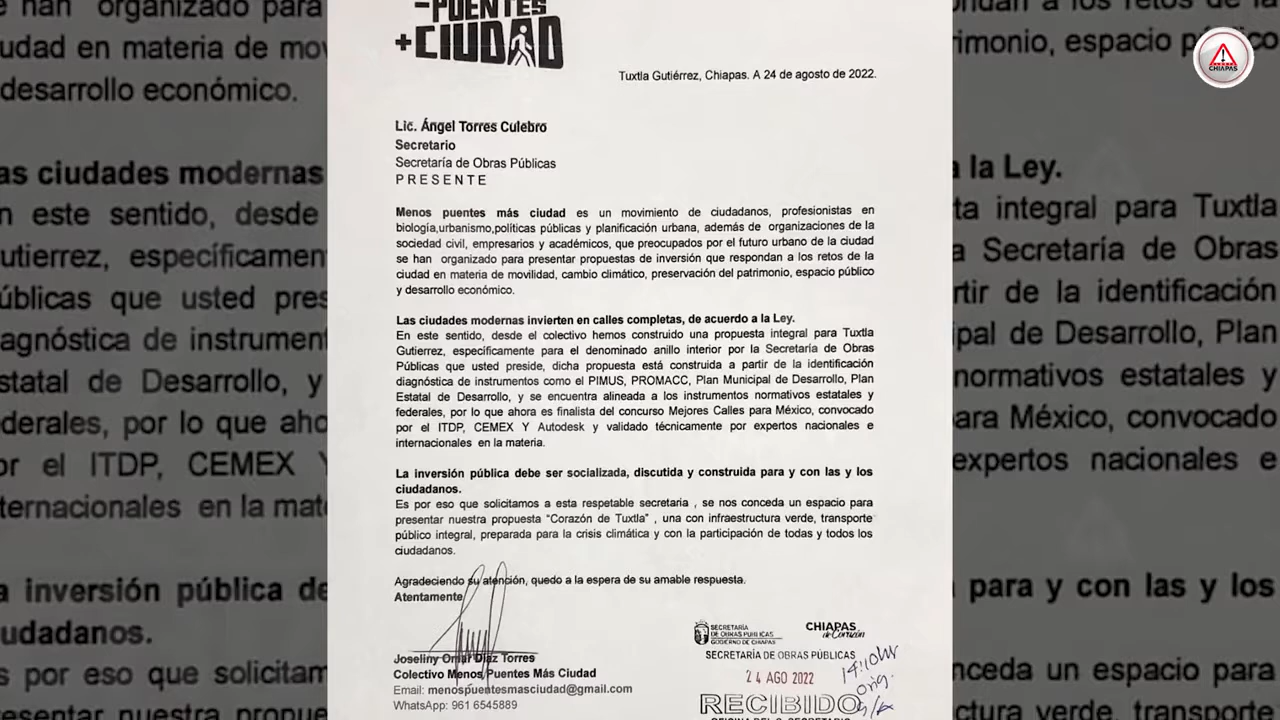 -PUENTES
+CIUDAD
CHIAPAS
Tuxtla Gutiérrez, Chiapas. A 24 de agosto de 2022.
Lic. Ángel Torres Culebro
Secretario
Secretaría de Obras Públicas
P R E S E N T E
Menos puentes más ciudad es un movimiento de ciudadanos, profesionistas en
biología,urbanismo,políticas públicas y planificación urbana, además de organizaciones de la
sociedad civil, empresarios y académicos, que preocupados por el futuro urbano de la ciudad
se han organizado para presentar propuestas de inversión que respondan a los retos de la
ciudad en materia de movilidad, cambio climático, preservación del patrimonio, espacio público
y desarrollo económico.
Las ciudades modernas invierten en calles completas, de acuerdo a la Ley.
En este sentido, desde el colectivo hemos construido una propuesta integral para Tuxtla
Gutierrez, específicamente para el denominado anillo interior por la Secretaría de Obras
Públicas que usted preside, dicha propuesta está construida a partir de la identificación
diagnóstica de instrumentos como el PIMUS, PROMACC, Plan Municipal de Desarrollo, Plan
Estatal de Desarrollo, y se encuentra alineada a los instrumentos normativos estatales y
federales, por lo que ahora es finalista del concurso Mejores Calles para México, convocado
por el ITDP, CEMEX Y Autodesk y validado técnicamente por expertos nacionales e
internacionales en la materia.
La inversión pública debe ser socializada, discutida y construida para y con las y los
ciudadanos.
Es por eso que solicitamos a esta respetable secretaria , se nos conceda un espacio para
presentar nuestra propuesta "Corazón de Tuxtla" , una con infraestructura verde, transporte
público integral, preparada para la crisis climática y con la participación de todas y todos los
ciudadanos.
Agradeciendo su atención, quedo a la espera de su amable respuesta.
Atentamente
Joseliny Omar Díaz Torres
Colectivo Menos Puentes Más Ciudad
Email: menospuentesmasciudad@gmail.com
WhatsApp: 961 6545889
SECRETARÍA
DE OBRAS PÚBLICAS
GOBIERNO DE CHIAPAS
CHIAPAS
de Corazón
SECRETARÍA DE OBRAS PÚBLICAS
24 AGO 2022
14:10hr
orig.
RECIBIDO